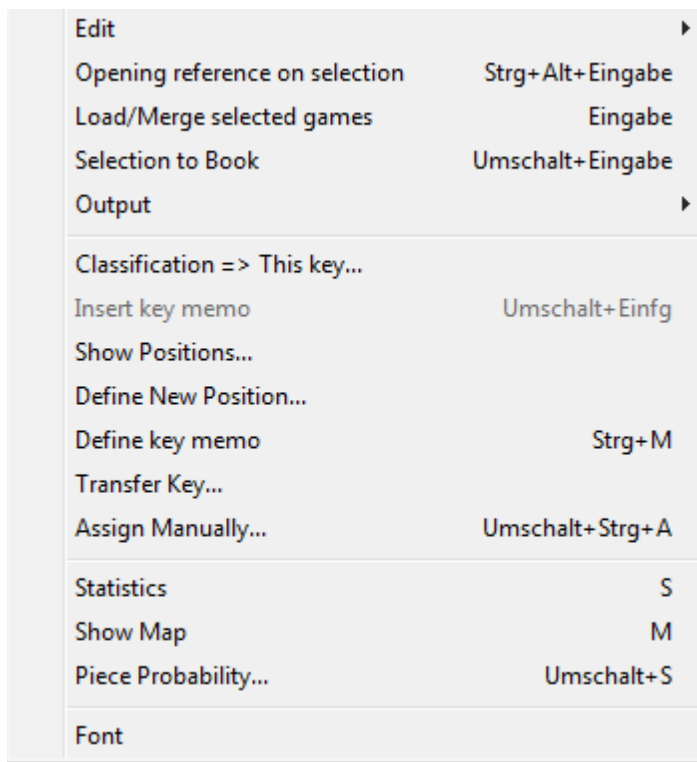 Edit
Opening reference on selection Strg+Alt+Eingabe
Load/Merge selected games Eingabe
Selection to Book Umschalt+Eingabe
Output
Classification => This key...
Insert key memo Umschalt+Einfg
Show Positions...
Define New Position...
Define key memo Strg+M
Transfer Key...
Assign Manually... Umschalt+Strg+A
Statistics S
Show Map M
Piece Probability... Umschalt+S
Font